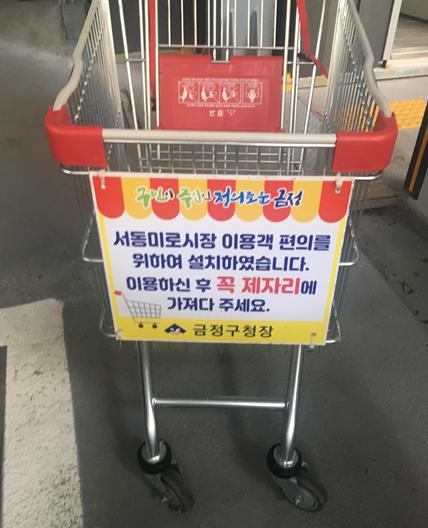 구민이 주인인 정의로운 금정
서동미로시장 이용객 편의를
위하여 설치하였습니다.
이용하신 후 꼭 제자리에
가져다 주세요.
금정구청장